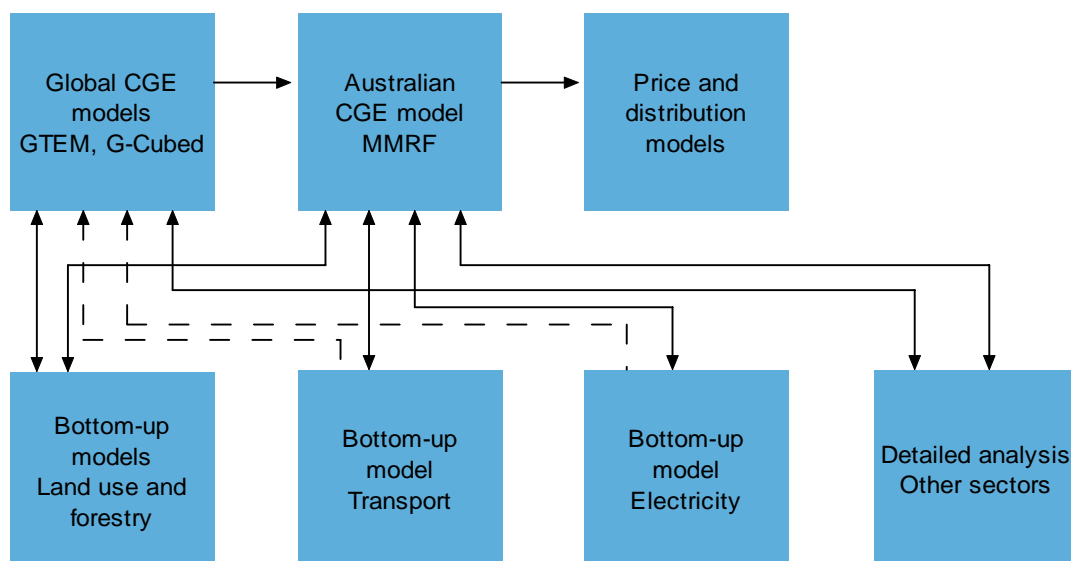 Global CGE
models
GTEM, G-Cubed
Australian
CGE model
MMRF
Price and
distribution
models
Bottom-up
models
Land use and
forestry
Bottom-up
model
Transport
Bottom-up
model
Electricity
Detailed analysis
Other sectors